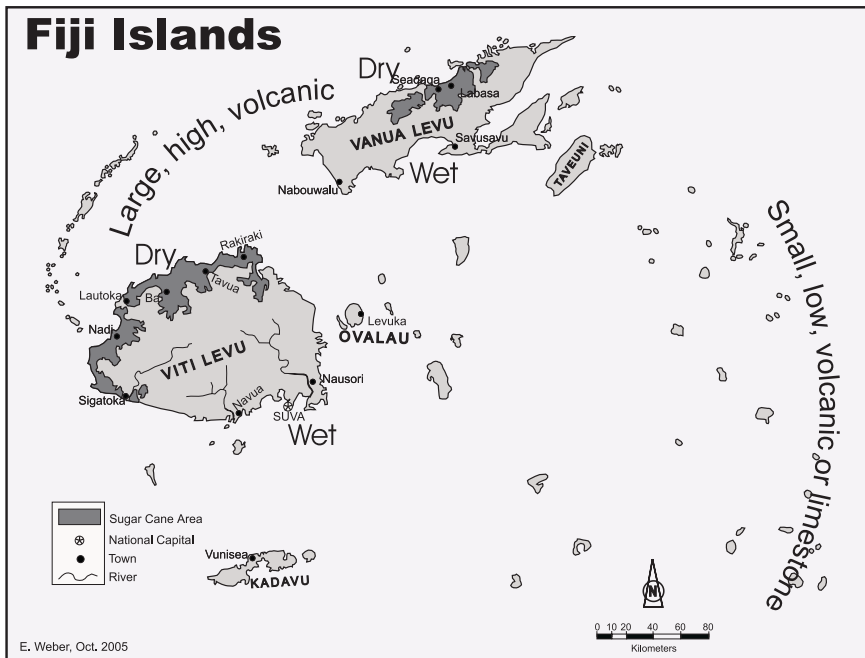 Fiji Islands
Large, high, volcanic
Dry
Seaqaqa
Labasa
VANUA LEVU
Savusavu
Wet
Nabouwalu
TAVEUNI
Small, low, volcanic or limestone
Dry
Rakiraki
Tavua
Lautoka
Ba
Nadi
VITI LEVU
Levuka
OVALAU
Nausori
Sigatoka
Navua
SUVA
Wet
Sugar Cane Area
National Capital
Town
River
Vunisea
KADAVU
N
0 10 20 40 60 80
Kilometers
E. Weber, Oct. 2005